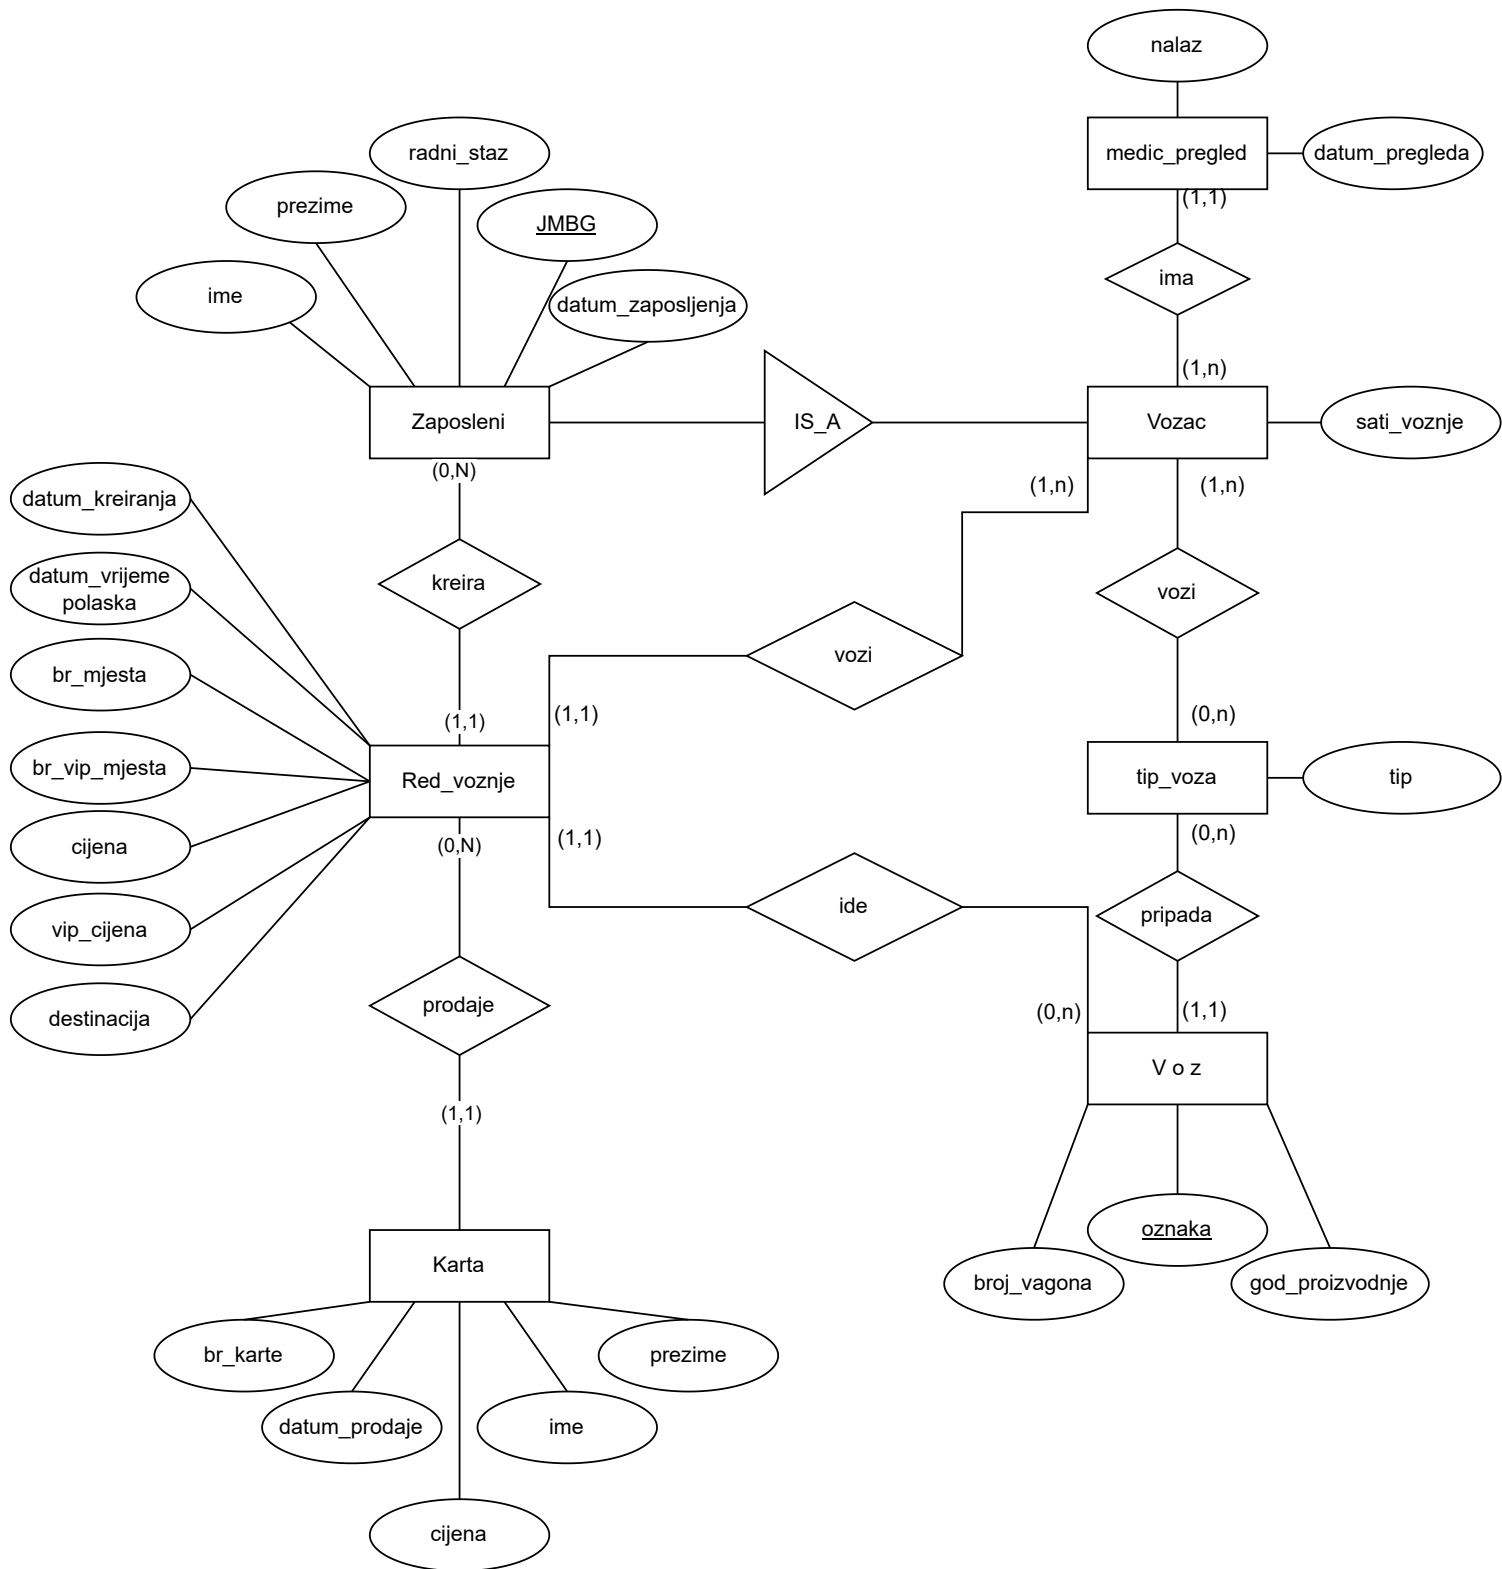 nalaz
radni_staz
medic_pregled
datum_pregleda
prezime
(1,1)
JMBG
ima
ime
datum_zaposljenja
(1,n)
Zaposleni
IS_A
Vozac
sati_voznje
(0,N)
(1,n)
(1,n)
datum_kreiranja
kreira
datum_vrijeme
polaska
vozi
vozi
br_mjesta
(1,1)
(1,1)
(0,n)
br_vip_mjesta
Red_voznje
tip_voza
tip
cijena
(0,N)
(1,1)
(0,n)
ide
pripada
vip_cijena
prodaje
(0,n)
(1,1)
destinacija
V o z
(1,1)
oznaka
Karta
broj_vagona
god_proizvodnje
br_karte
prezime
datum_prodaje
ime
cijena